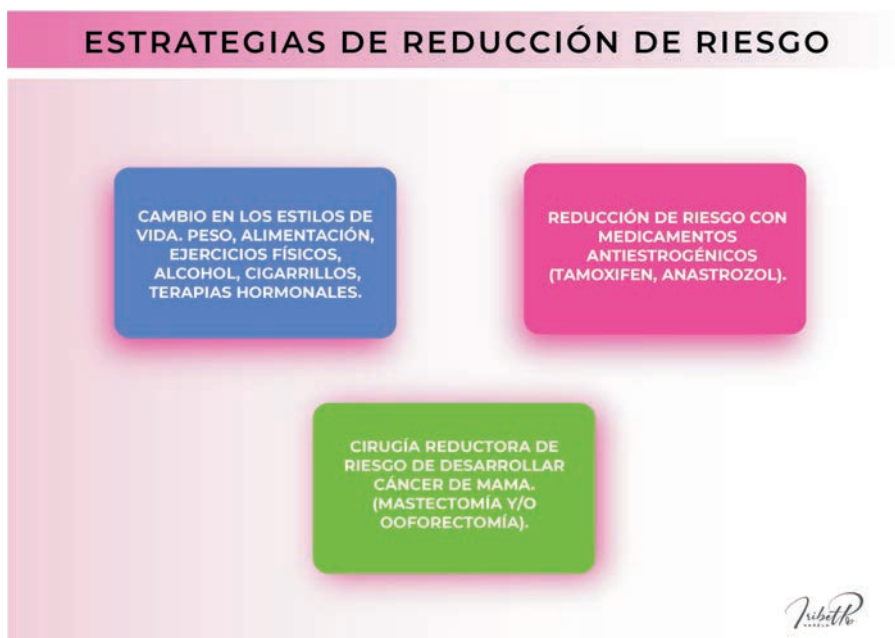 ESTRATEGIAS DE REDUCCIÓN DE RIESGO
CAMBIO EN LOS ESTILOS DE
VIDA. PESO, ALIMENTACIÓN,
EJERCICIOS FÍSICOS,
ALCOHOL, CIGARRILLOS,
TERAPIAS HORMONALES.
REDUCCIÓN DE RIESGO CON
MEDICAMENTOS
ANTIESTROGÉNICOS
(TAMOXIFEN, ANASTROZOL).
CIRUGÍA REDUCTORA DE
RIESGO DE DESARROLLAR
CÁNCER DE MAMA.
(MASTECTOMÍA Y/O
OOFORECTOMÍA).